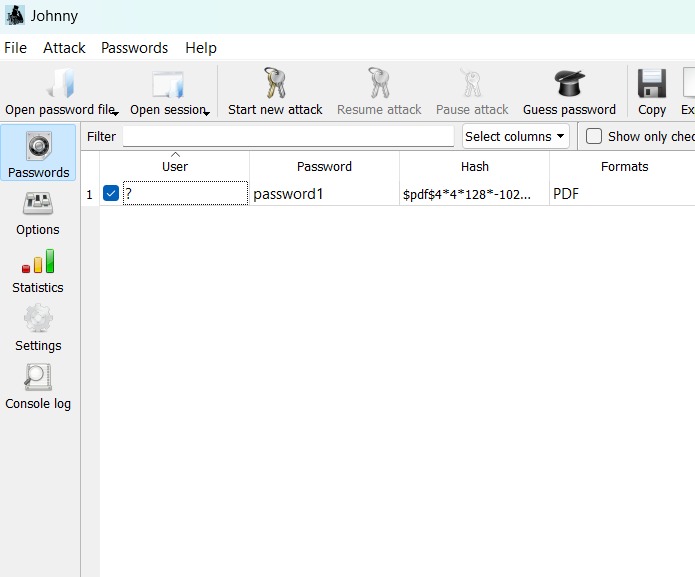 Johnny
File Attack Passwords Help
Open password file Open session Start new attack Resume attack Pause attack Guess password Copy Ex
Filter Select columns Show only chec
Passwords
User Password Hash Formats
1 ? password1 $pdf$4*4*128*-102... PDF
Options
Statistics
Settings
Console log